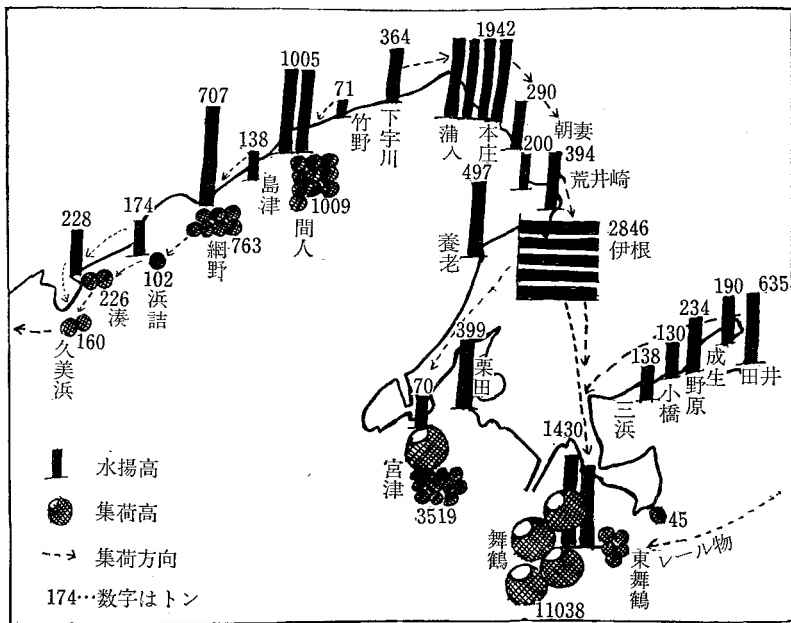 364
1942
1005
71
竹野
下宇川
蒲入
本庄
290
朝妻
707
138
島津
間人
1009
200
394
荒井崎
497
養老
2846
伊根
228
174
網野
763
102
浜詰
226
湊
160
久美浜
190
635
234
130
138
成生
田井
野原
小橋
三浜
399
栗田
70
宮津
3519
1430
舞鶴
11038
東舞鶴
45
レール物
水揚高
集荷高
集荷方向
174…数字はトン